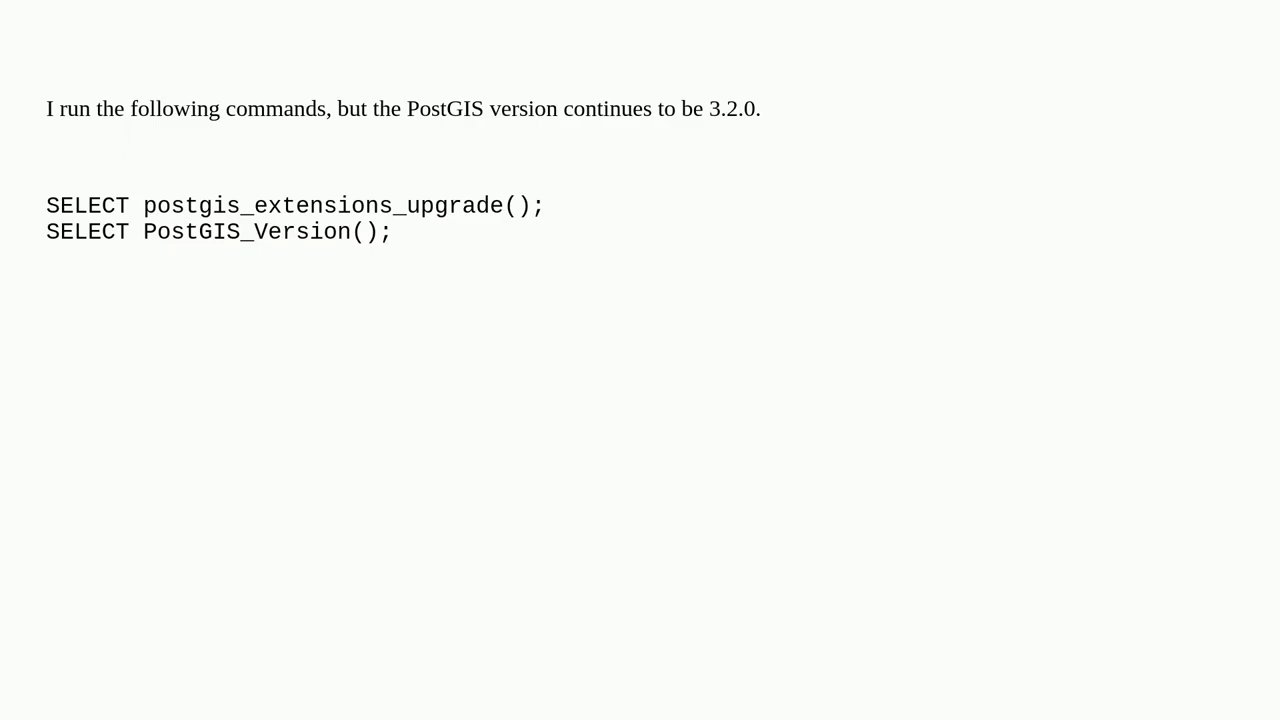 I run the following commands, but the PostGIS version continues to be 3.2.0.
SELECT postgis_extensions_upgrade();
SELECT PostGIS_Version();